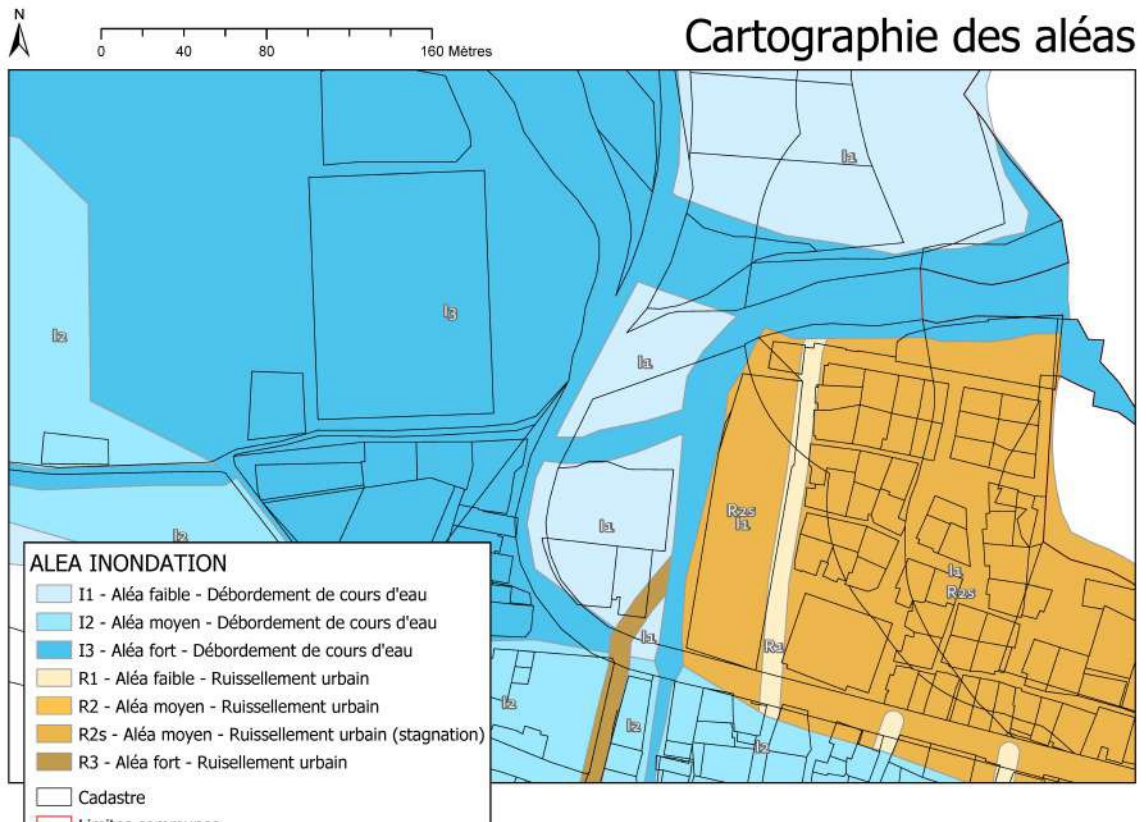 N
0 40 80 160 Mètres
Cartographie des aléas
I1
I3
I2
I1
R2s
I1
I1
I1
R2s
I2
I1
R1
I2
I2
I2
ALEA INONDATION
I1 - Aléa faible - Débordement de cours d'eau
I2 - Aléa moyen - Débordement de cours d'eau
I3 - Aléa fort - Débordement de cours d'eau
R1 - Aléa faible - Ruissellement urbain
R2 - Aléa moyen - Ruissellement urbain
R2s - Aléa moyen - Ruissellement urbain (stagnation)
R3 - Aléa fort - Ruisellement urbain
Cadastre
Limites communes